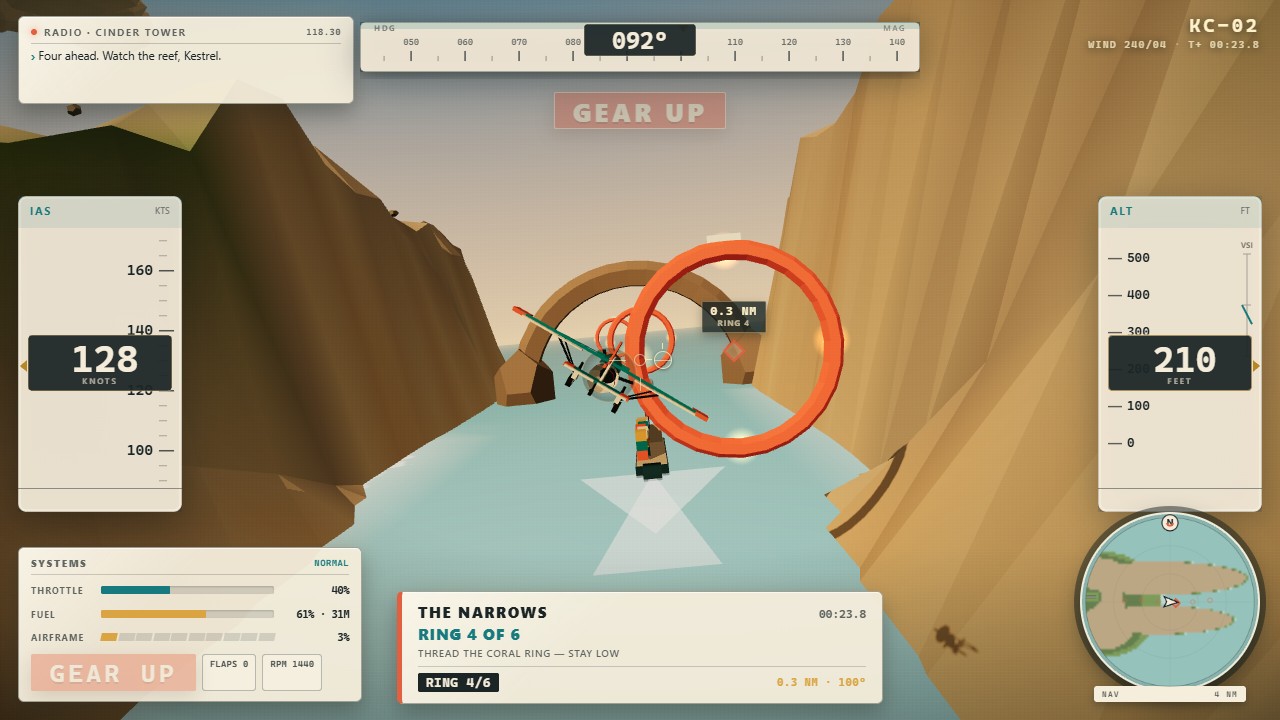 RADIO · CINDER TOWER 118.30
› Four ahead. Watch the reef, Kestrel.
HDG MAG
050 060 070 080 092° 110 120 130 140
KC-02
WIND 240/04 · T+ 00:23.8
GEAR UP
IAS KTS
160
140
128
KNOTS
120
100
0.3 NM
RING 4
ALT FT
VSI
500
400
300
210
200
FEET
100
0
SYSTEMS NORMAL
THROTTLE 40%
FUEL 61% · 31M
AIRFRAME 3%
GEAR UP FLAPS 0 RPM 1440
THE NARROWS 00:23.8
RING 4 OF 6
THREAD THE CORAL RING — STAY LOW
RING 4/6 0.3 NM · 100°
N
NAV 4 NM